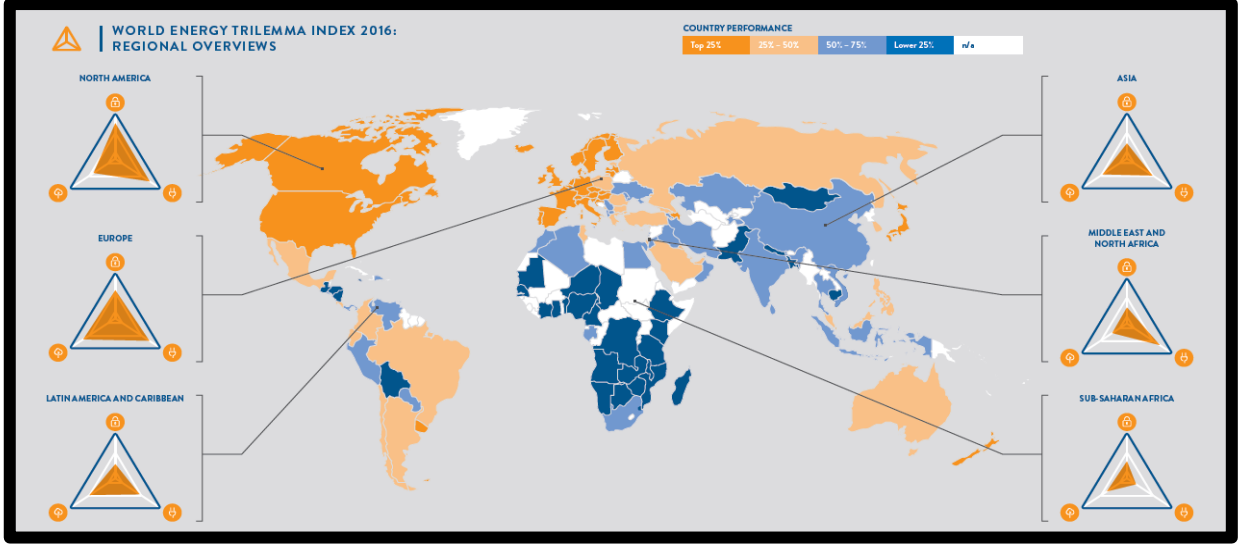 WORLD ENERGY TRILEMMA INDEX 2016:
REGIONAL OVERVIEWS
COUNTRY PERFORMANCE
Top 25%
25% – 50%
50% – 75%
Lower 25%
n/a
NORTH AMERICA
EUROPE
LATIN AMERICA AND CARIBBEAN
ASIA
MIDDLE EAST AND
NORTH AFRICA
SUB-SAHARAN AFRICA